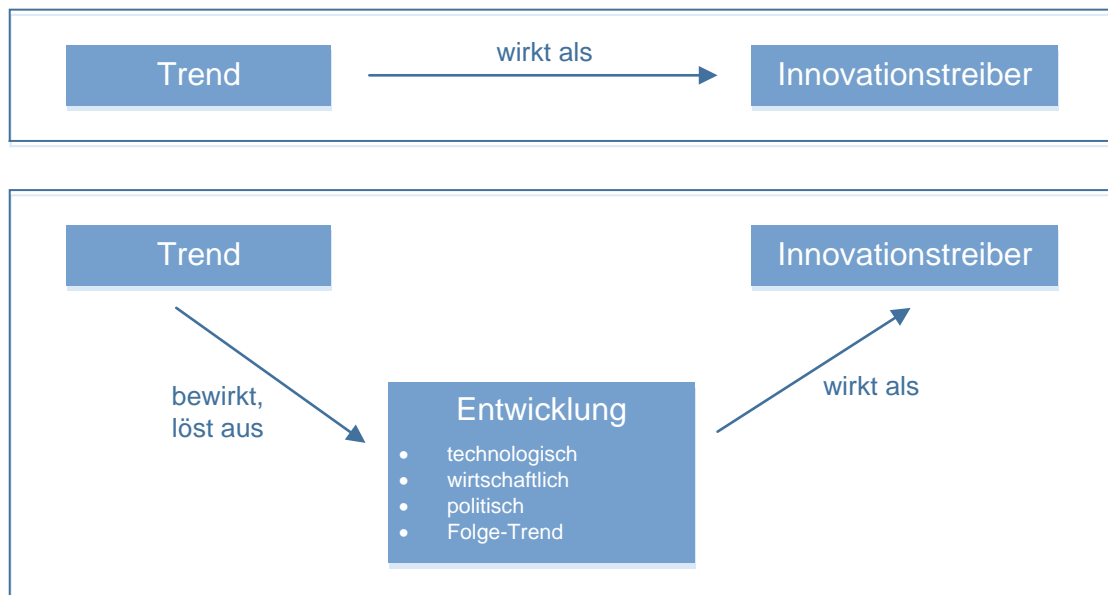 Trend
wirkt als
Innovationstreiber
Trend
Innovationstreiber
bewirkt,
löst aus
wirkt als
Entwicklung
• technologisch
• wirtschaftlich
• politisch
• Folge-Trend